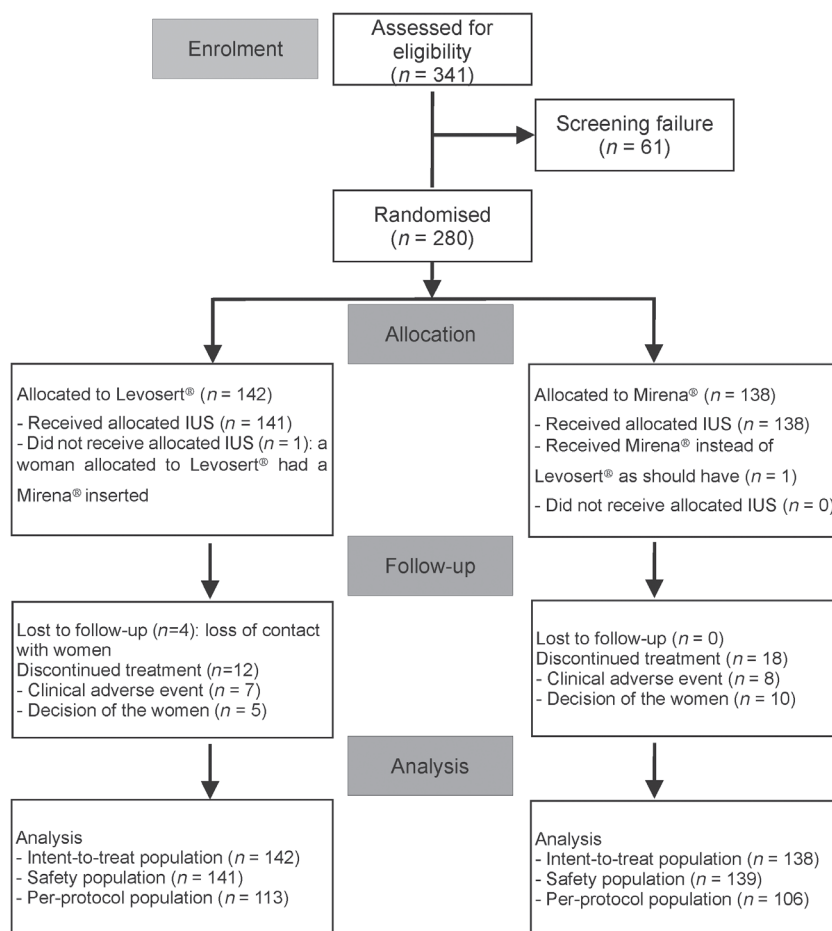 Enrolment
Assessed for
eligibility
(n = 341)
Screening failure
(n = 61)
Randomised
(n = 280)
Allocation
Allocated to Levosert® (n = 142)
- Received allocated IUS (n = 141)
- Did not receive allocated IUS (n = 1): a
woman allocated to Levosert® had a
Mirena® inserted
Allocated to Mirena® (n = 138)
- Received allocated IUS (n = 138)
- Received Mirena® instead of
Levosert® as should have (n = 1)
- Did not receive allocated IUS (n = 0)
Follow-up
Lost to follow-up (n=4): loss of contact
with women
Discontinued treatment (n=12)
- Clinical adverse event (n = 7)
- Decision of the women (n = 5)
Lost to follow-up (n = 0)
Discontinued treatment (n = 18)
- Clinical adverse event (n = 8)
- Decision of the women (n = 10)
Analysis
Analysis
- Intent-to-treat population (n = 142)
- Safety population (n = 141)
- Per-protocol population (n = 113)
Analysis
- Intent-to-treat population (n = 138)
- Safety population (n = 139)
- Per-protocol population (n = 106)